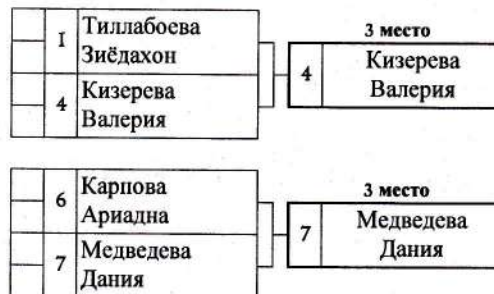 1 Тиллабоева
Зиёдахон
4 Кизерева
Валерия
3 место
4 Кизерева
Валерия
6 Карпова
Ариадна
7 Медведева
Дания
3 место
7 Медведева
Дания